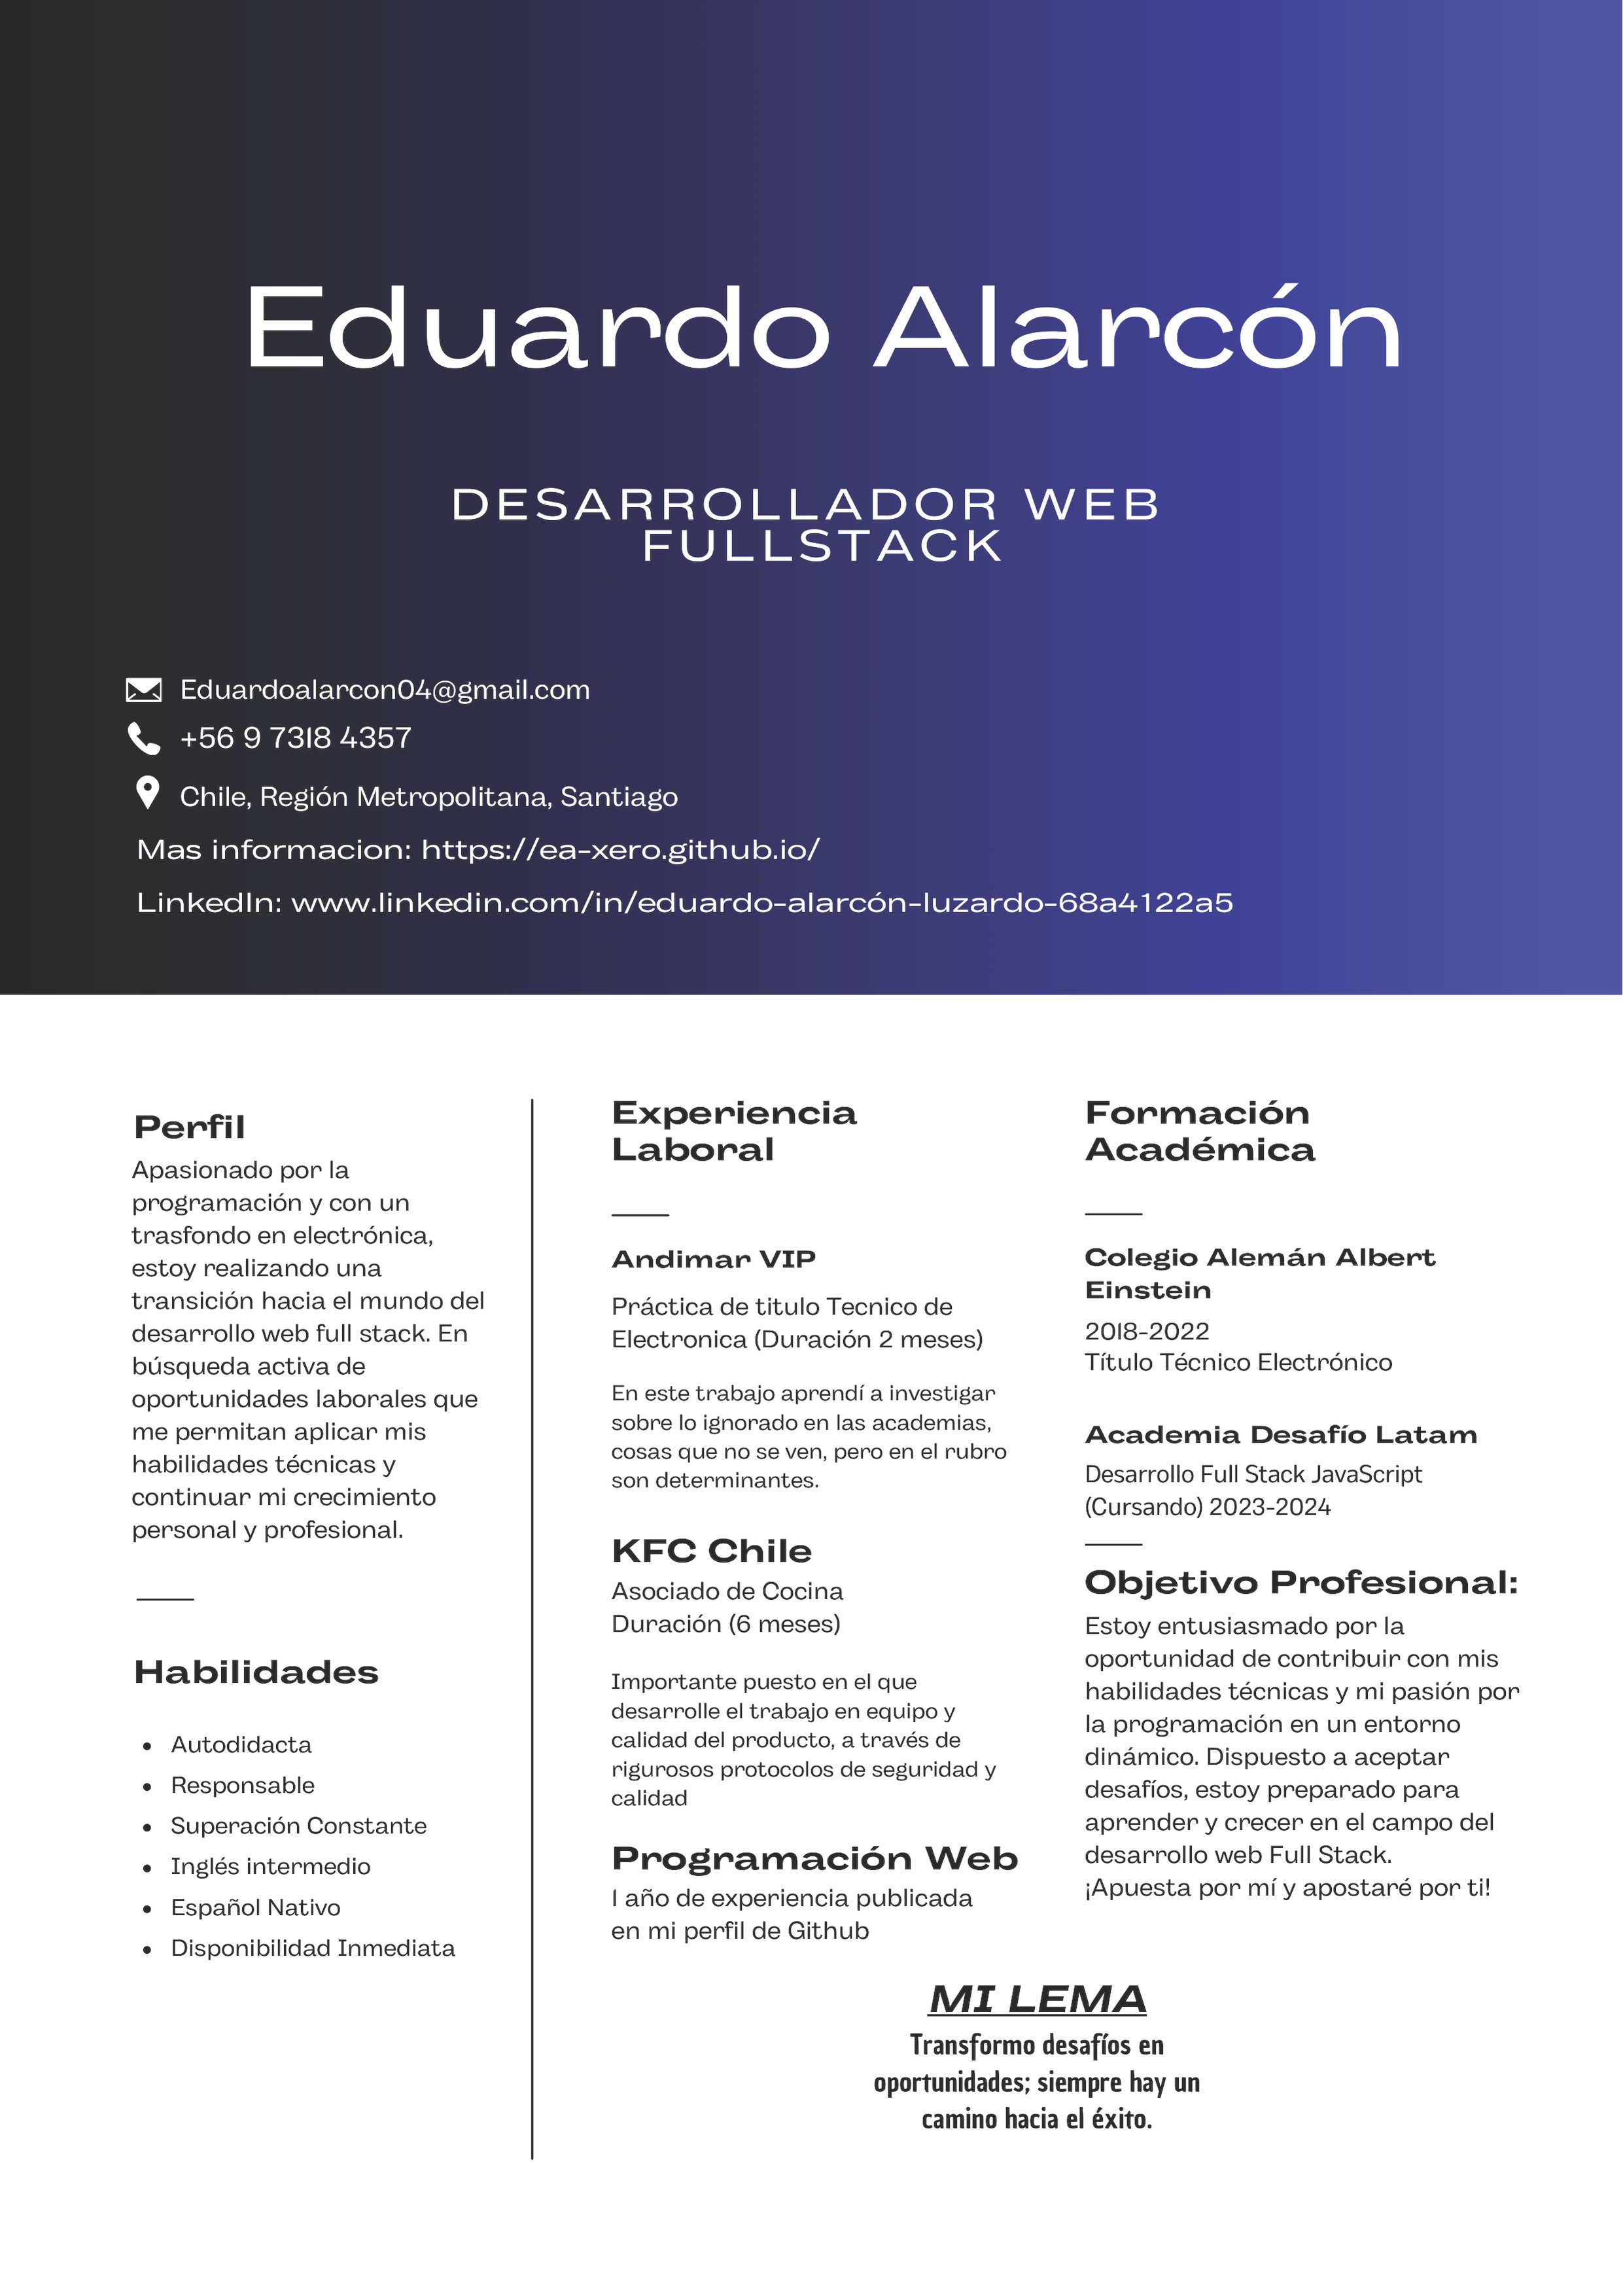 Eduardo Alarcón
DESARROLLADOR WEB
FULLSTACK
Eduardoalarcon04@gmail.com
+56 9 7318 4357
Chile, Región Metropolitana, Santiago
Mas informacion: https://ea-xero.github.io/
LinkedIn: www.linkedin.com/in/eduardo-alarcón-luzardo-68a4122a5
Perfil
Apasionado por la
programación y con un
trasfondo en electrónica,
estoy realizando una
transición hacia el mundo del
desarrollo web full stack. En
búsqueda activa de
oportunidades laborales que
me permitan aplicar mis
habilidades técnicas y
continuar mi crecimiento
personal y profesional.
Habilidades
• Autodidacta
• Responsable
• Superación Constante
• Inglés intermedio
• Español Nativo
• Disponibilidad Inmediata
Experiencia
Laboral
Andimar VIP
Práctica de titulo Tecnico de
Electronica (Duración 2 meses)
En este trabajo aprendí a investigar
sobre lo ignorado en las academias,
cosas que no se ven, pero en el rubro
son determinantes.
KFC Chile
Asociado de Cocina
Duración (6 meses)
Importante puesto en el que
desarrolle el trabajo en equipo y
calidad del producto, a través de
rigurosos protocolos de seguridad y
calidad
Programación Web
1 año de experiencia publicada
en mi perfil de Github
Formación
Académica
Colegio Alemán Albert
Einstein
2018-2022
Título Técnico Electrónico
Academia Desafío Latam
Desarrollo Full Stack JavaScript
(Cursando) 2023-2024
Objetivo Profesional:
Estoy entusiasmado por la
oportunidad de contribuir con mis
habilidades técnicas y mi pasión por
la programación en un entorno
dinámico. Dispuesto a aceptar
desafíos, estoy preparado para
aprender y crecer en el campo del
desarrollo web Full Stack.
¡Apuesta por mí y apostaré por ti!
MI LEMA
Transformo desafíos en
oportunidades; siempre hay un
camino hacia el éxito.